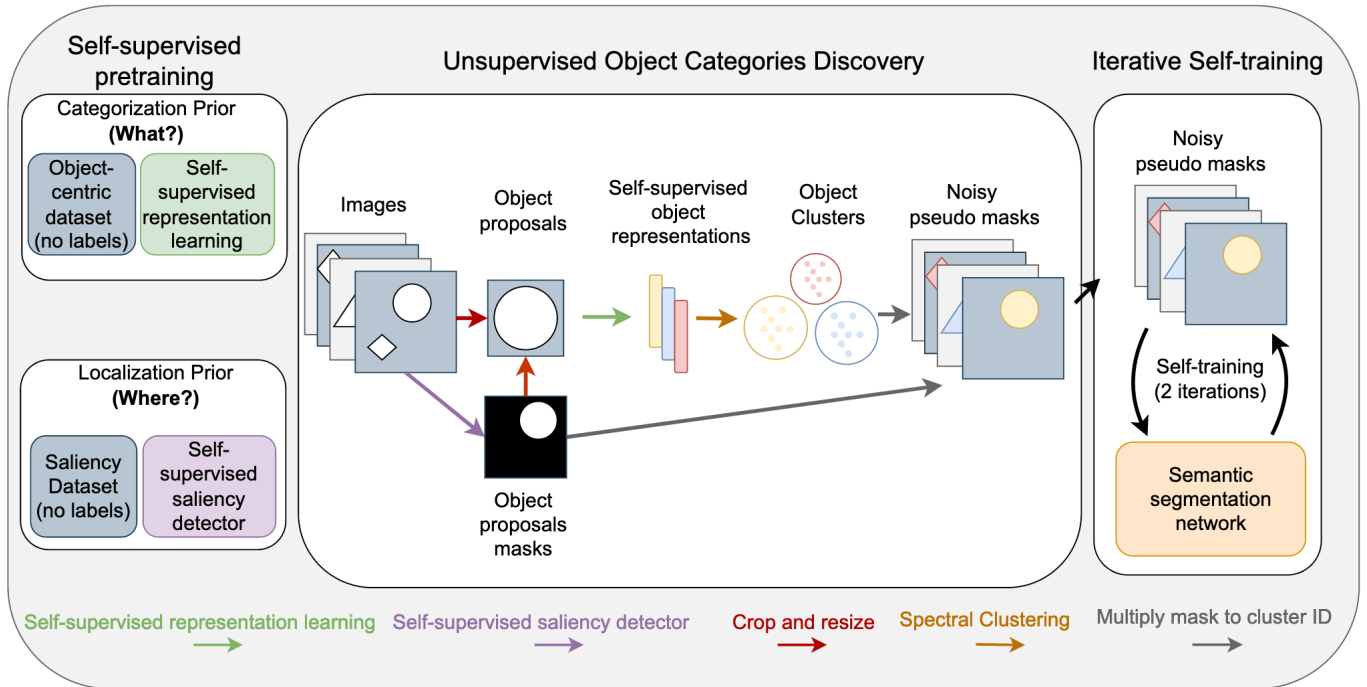 Self-supervised
pretraining
Categorization Prior
(What?)
Object-
centric
dataset
(no labels)
Self-
supervised
representation
learning
Localization Prior
(Where?)
Saliency
Dataset
(no labels)
Self-
supervised
saliency
detector
Unsupervised Object Categories Discovery
Images
Object
proposals
Self-supervised
object
representations
Object
Clusters
Noisy
pseudo masks
Object
proposals
masks
Iterative Self-training
Noisy
pseudo masks
Self-training
(2 iterations)
Semantic
segmentation
network
Self-supervised representation learning
Self-supervised saliency detector
Crop and resize
Spectral Clustering
Multiply mask to cluster ID